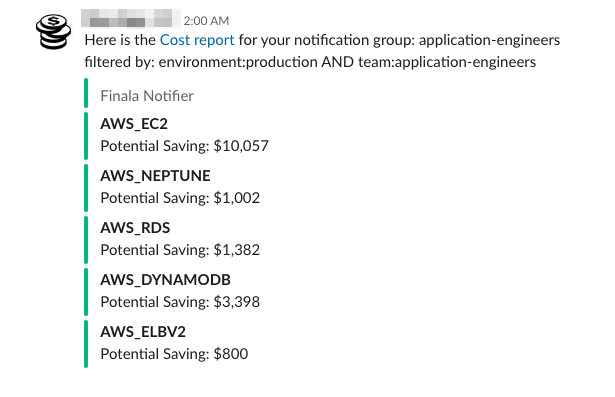 2:00 AM
Here is the Cost report for your notification group: application-engineers
filtered by: environment:production AND team:application-engineers
Finala Notifier
AWS_EC2
Potential Saving: $10,057
AWS_NEPTUNE
Potential Saving: $1,002
AWS_RDS
Potential Saving: $1,382
AWS_DYNAMODB
Potential Saving: $3,398
AWS_ELBV2
Potential Saving: $800